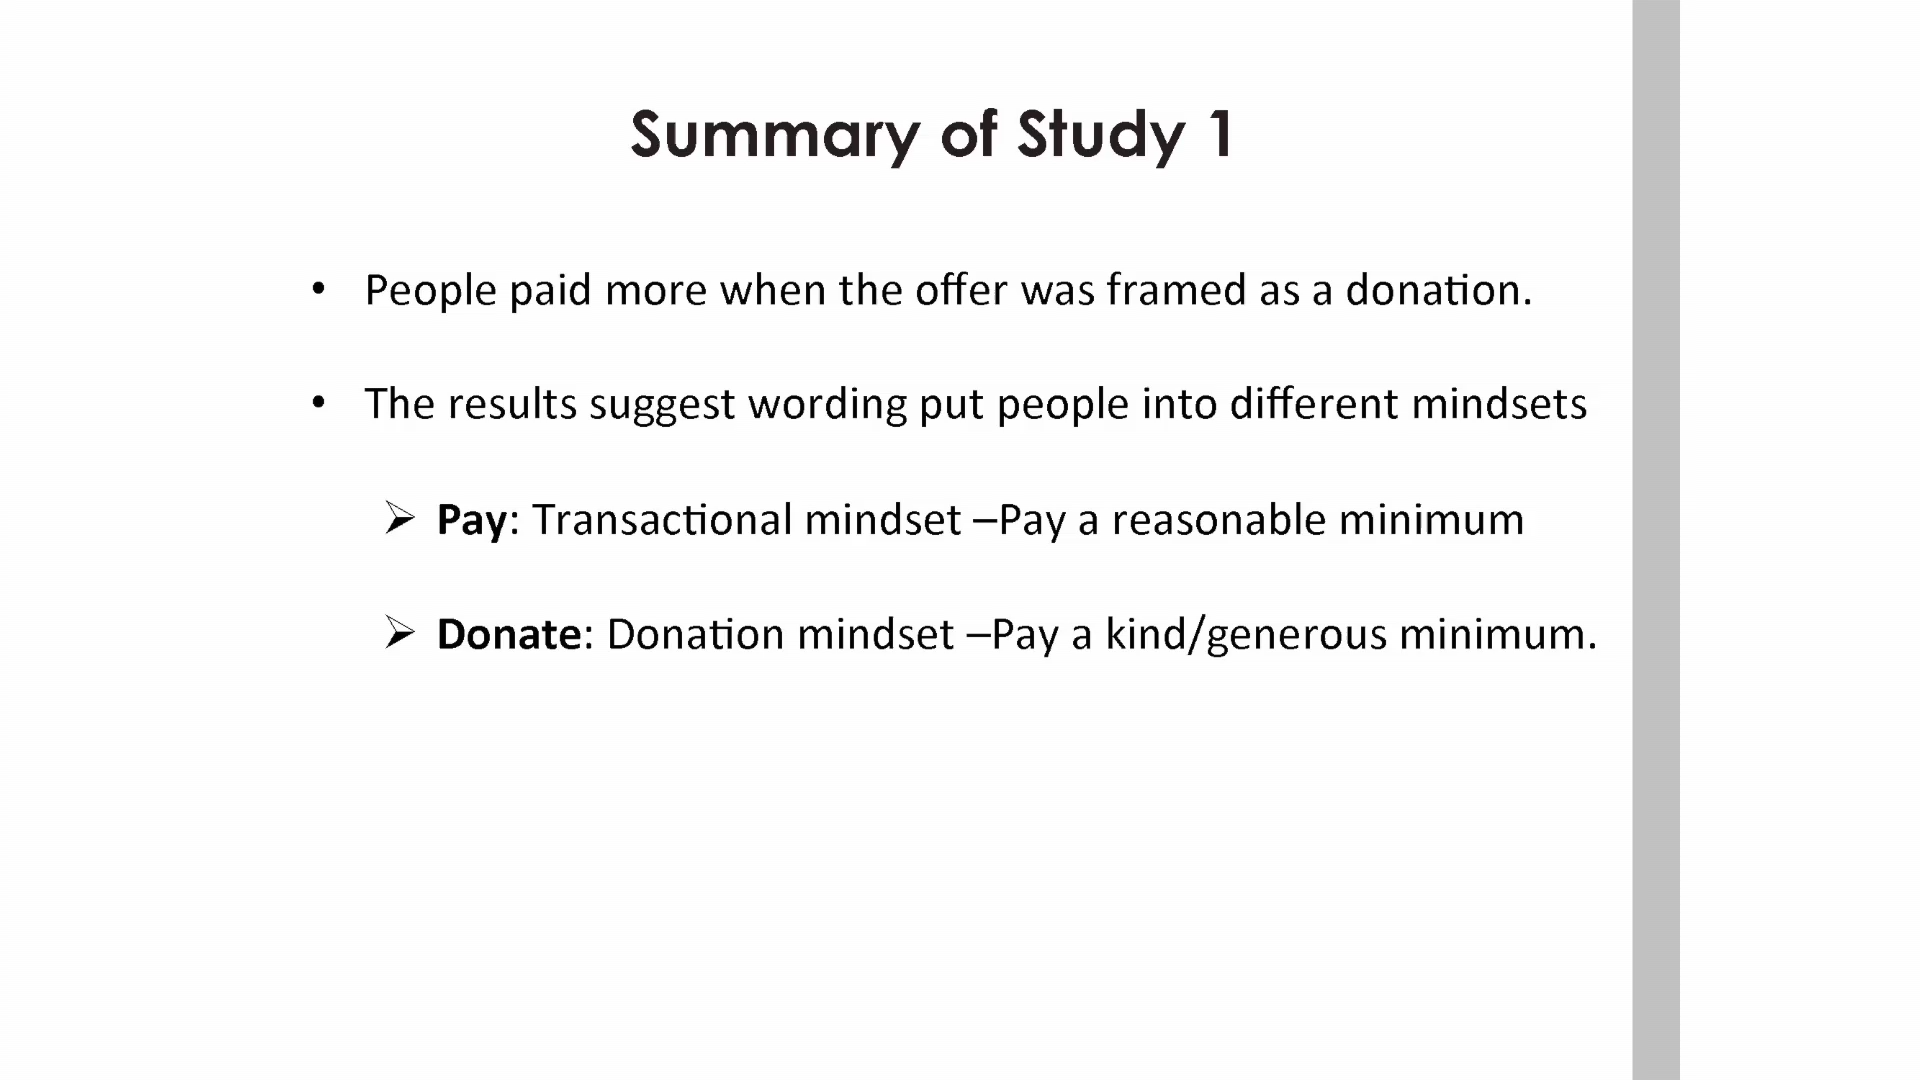 Summary of Study 1
• People paid more when the offer was framed as a donation.
• The results suggest wording put people into different mindsets
➢ Pay: Transactional mindset –Pay a reasonable minimum
➢ Donate: Donation mindset –Pay a kind/generous minimum.